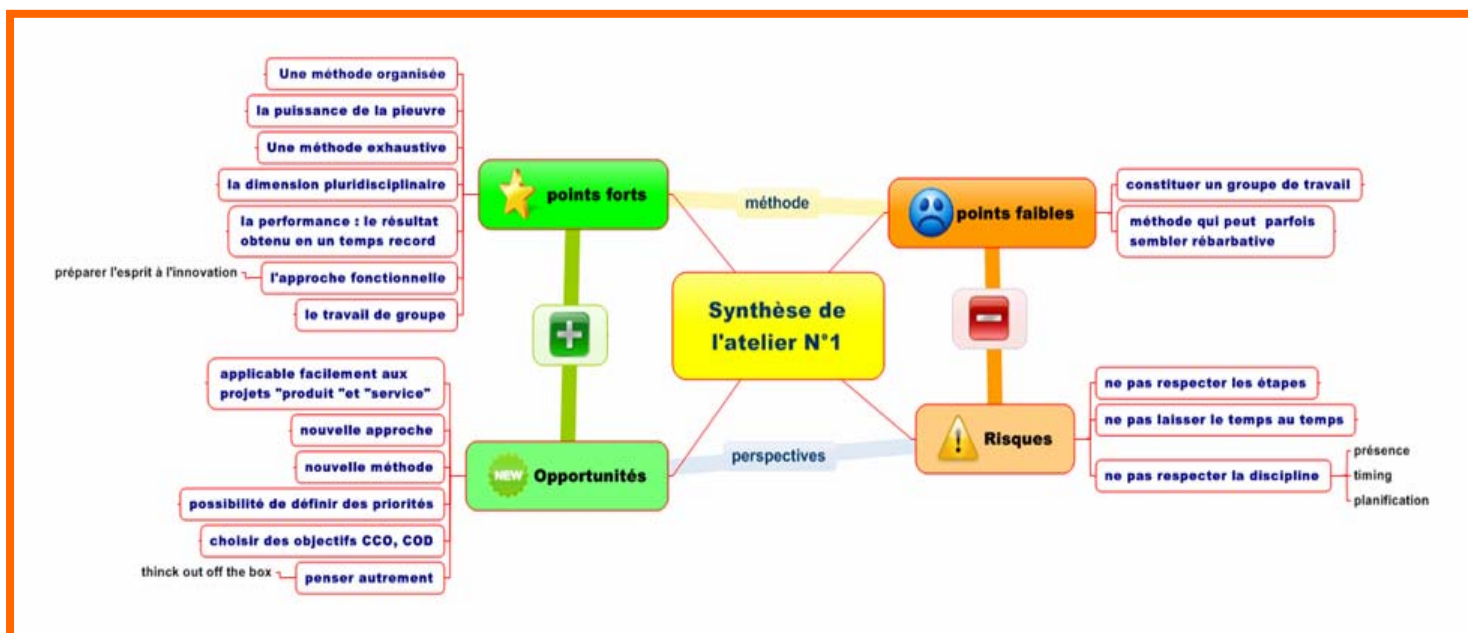 Une méthode organisée
la puissance de la pieuvre
Une méthode exhaustive
la dimension pluridisciplinaire
la performance : le résultat
obtenu en un temps record
préparer l'esprit à l'innovation
l'approche fonctionnelle
le travail de groupe
points forts
méthode
points faibles
constituer un groupe de travail
méthode qui peut parfois
sembler rébarbative
Synthèse de
l'atelier N°1
applicable facilement aux
projets "produit "et "service"
nouvelle approche
nouvelle méthode
possibilité de définir des priorités
choisir des objectifs CCO, COD
thinck out off the box
penser autrement
NEW
Opportunités
perspectives
Risques
ne pas respecter les étapes
ne pas laisser le temps au temps
ne pas respecter la discipline
présence
timing
planification